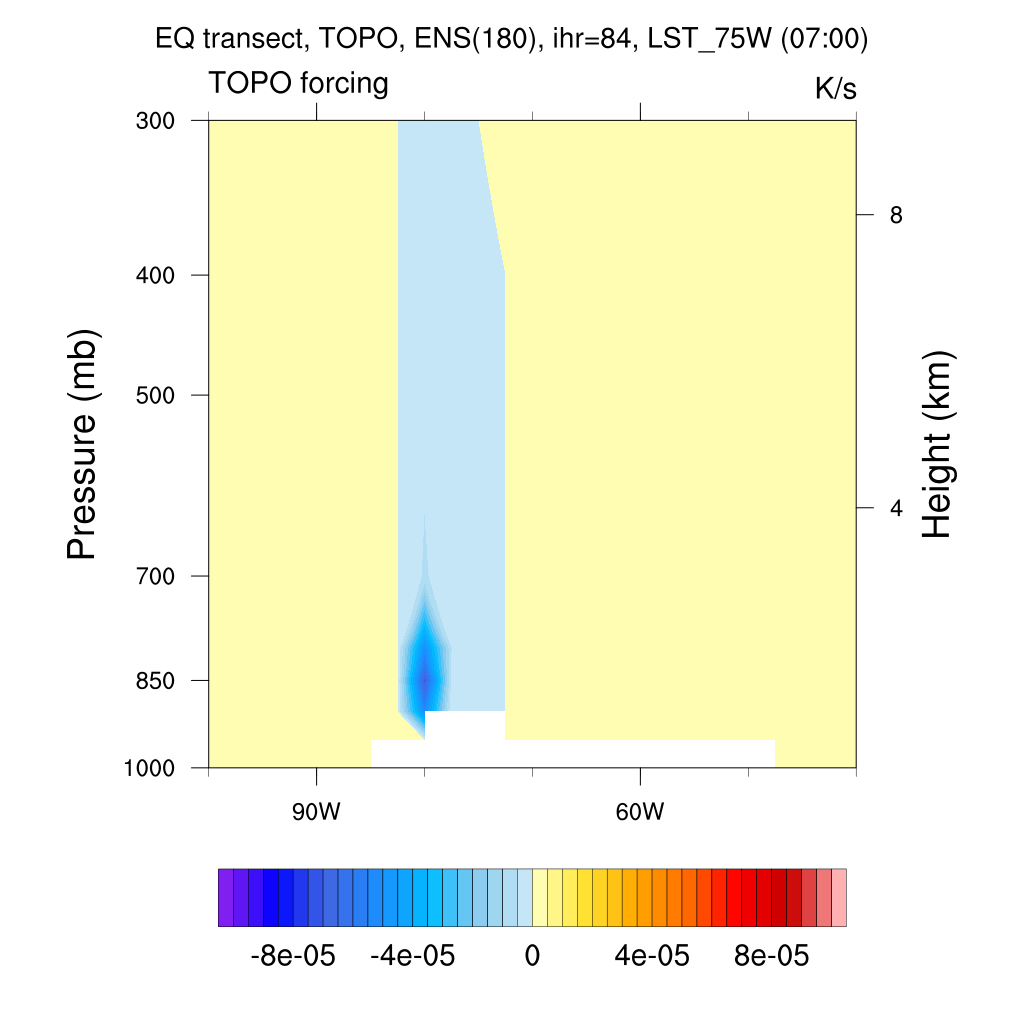 EQ transect, TOPO, ENS(180), ihr=84, LST_75W (07:00)
TOPO forcing
K/s
300
400
500
700
850
1000
Pressure (mb)
8
4
Height (km)
90W
60W
-8e-05
-4e-05
0
4e-05
8e-05